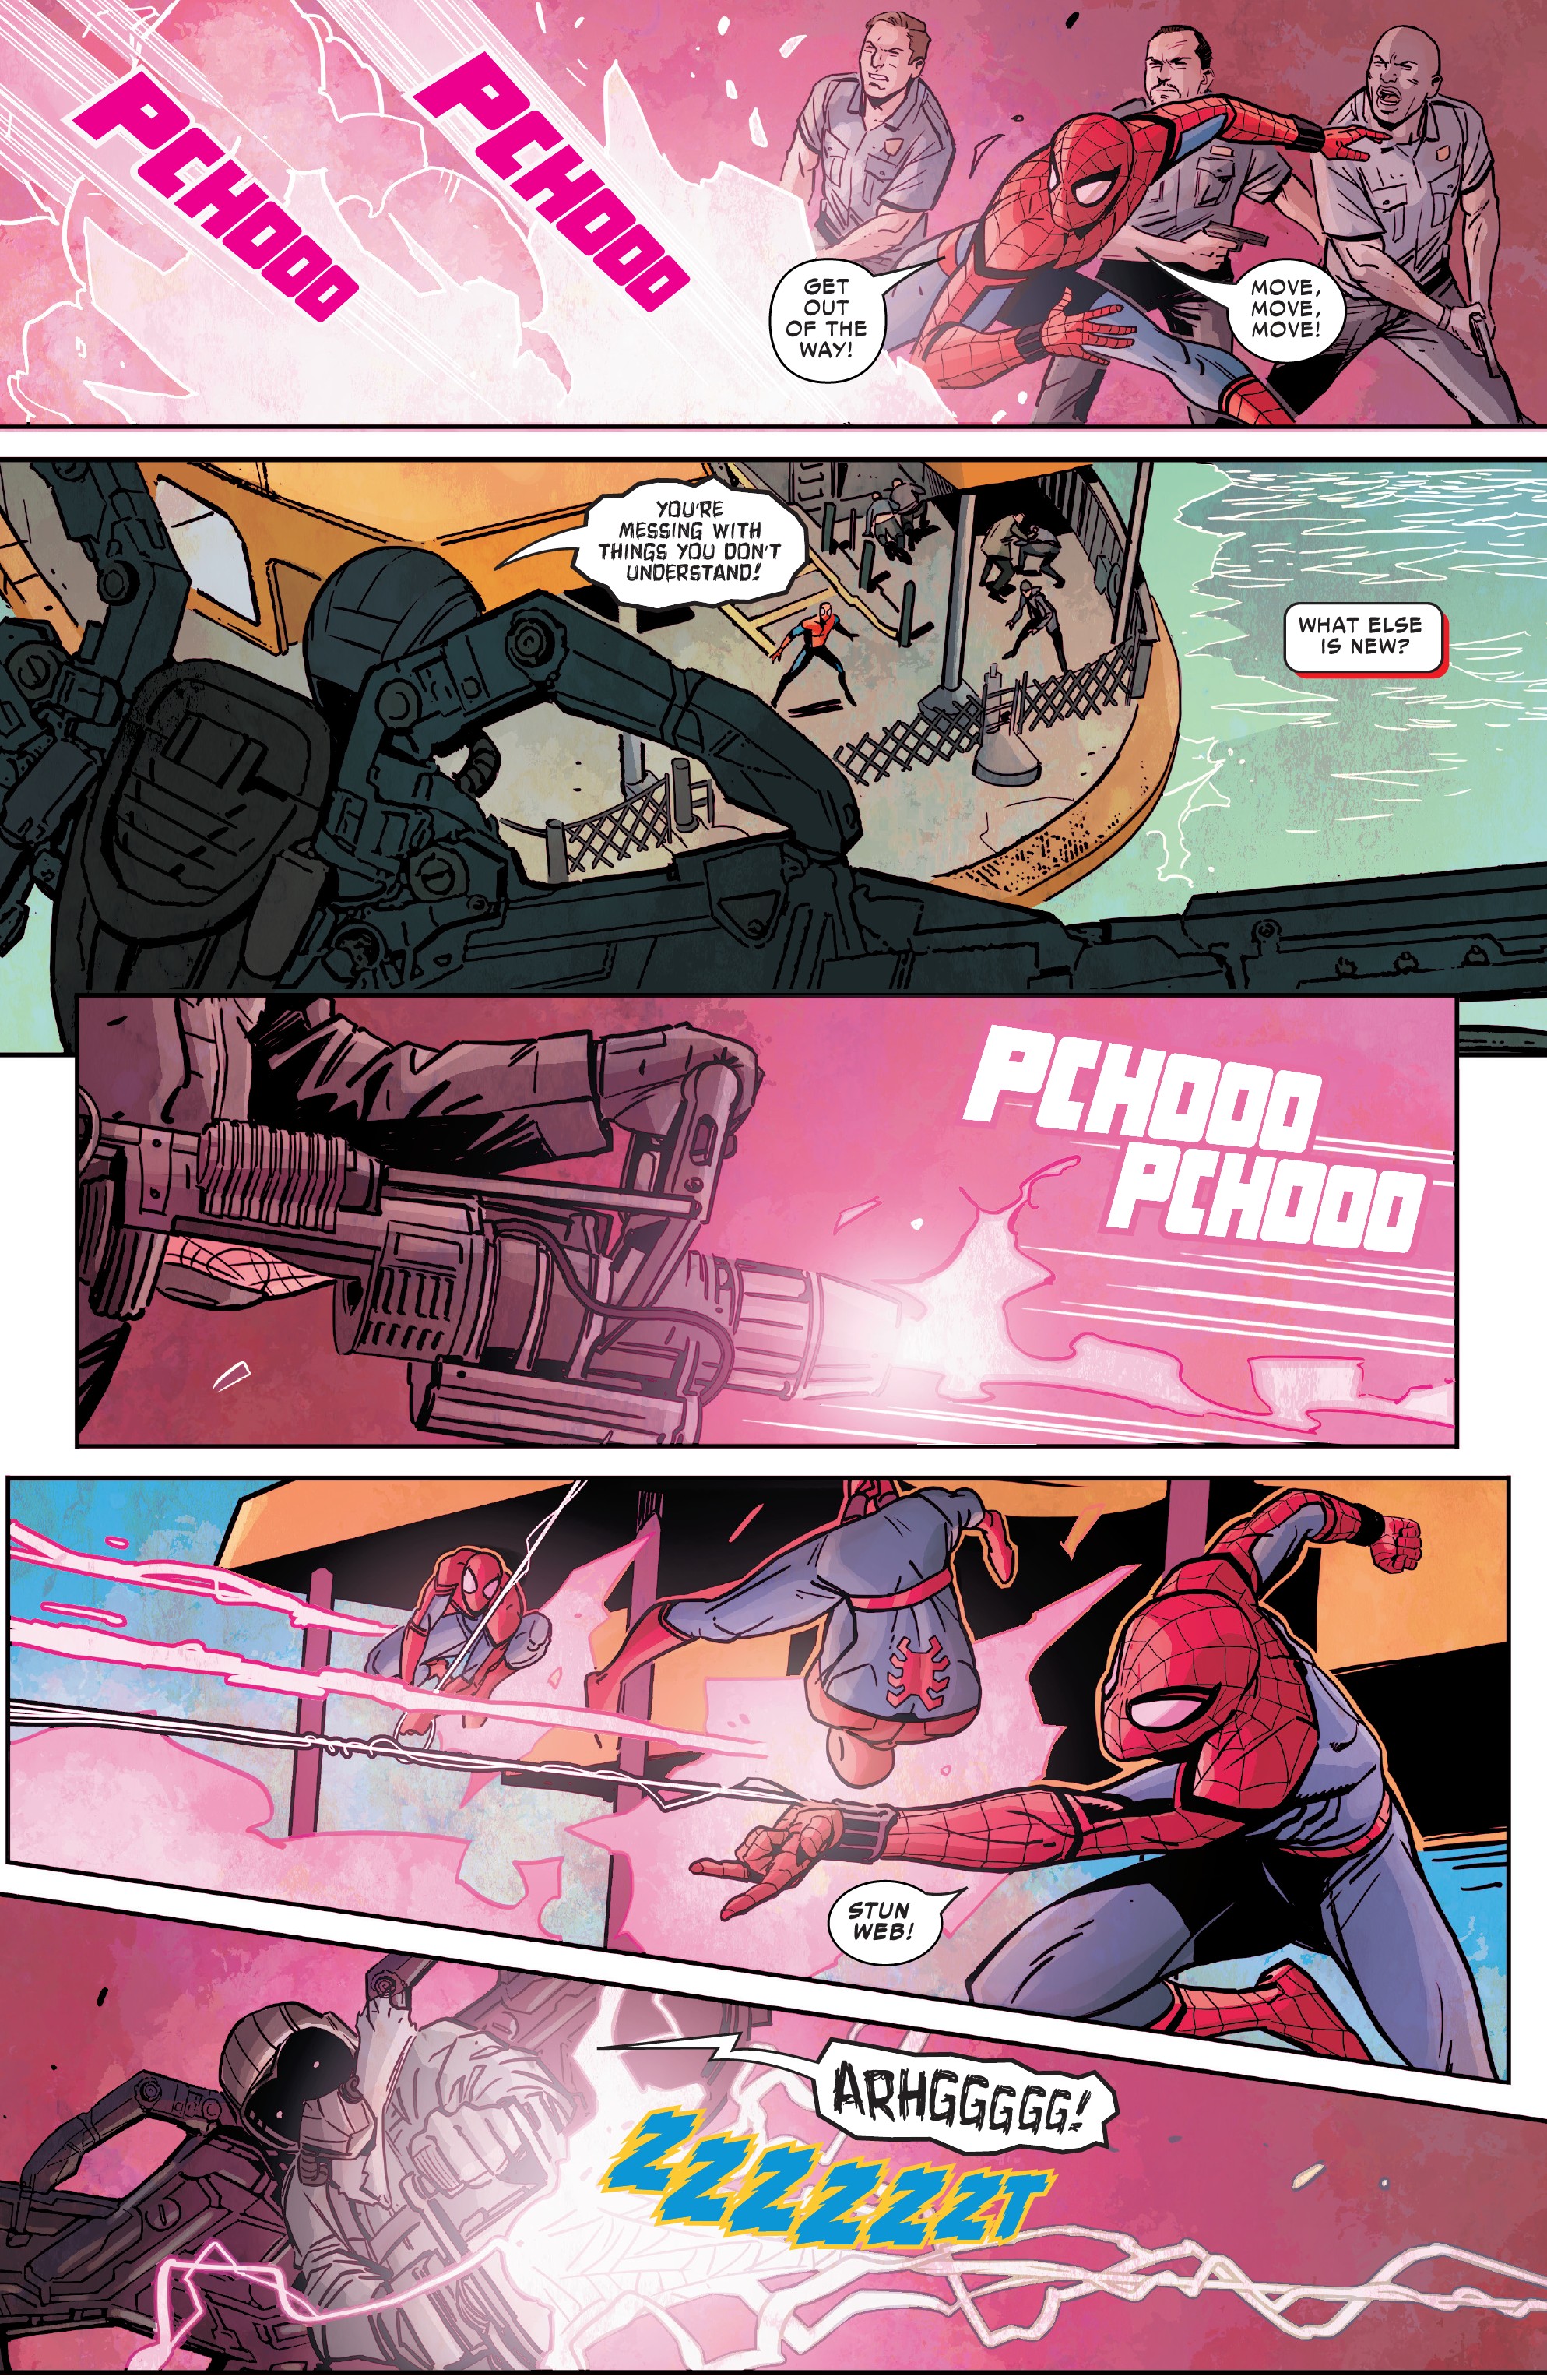 PCHOOO
PCHOOO
GET
OUT
OF THE
WAY!
MOVE,
MOVE,
MOVE!
YOU'RE
MESSING WITH
THINGS YOU DON'T
UNDERSTAND!
WHAT ELSE
IS NEW?
PCHOOO
PCHOOO
STUN
WEB!
ARHGGGGG!
ZZZZZZZT